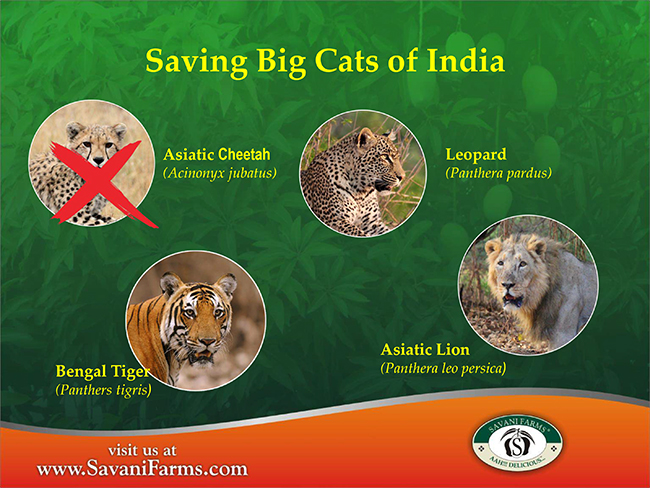 Saving Big Cats of India
Asiatic Cheetah
(Acinonyx jubatus)
Leopard
(Panthera pardus)
Bengal Tiger
(Panthers tigris)
Asiatic Lion
(Panthera leo persica)
visit us at
www.SavaniFarms.com
SAVANI FARMS
S
AAH!!! DELICIOUS...